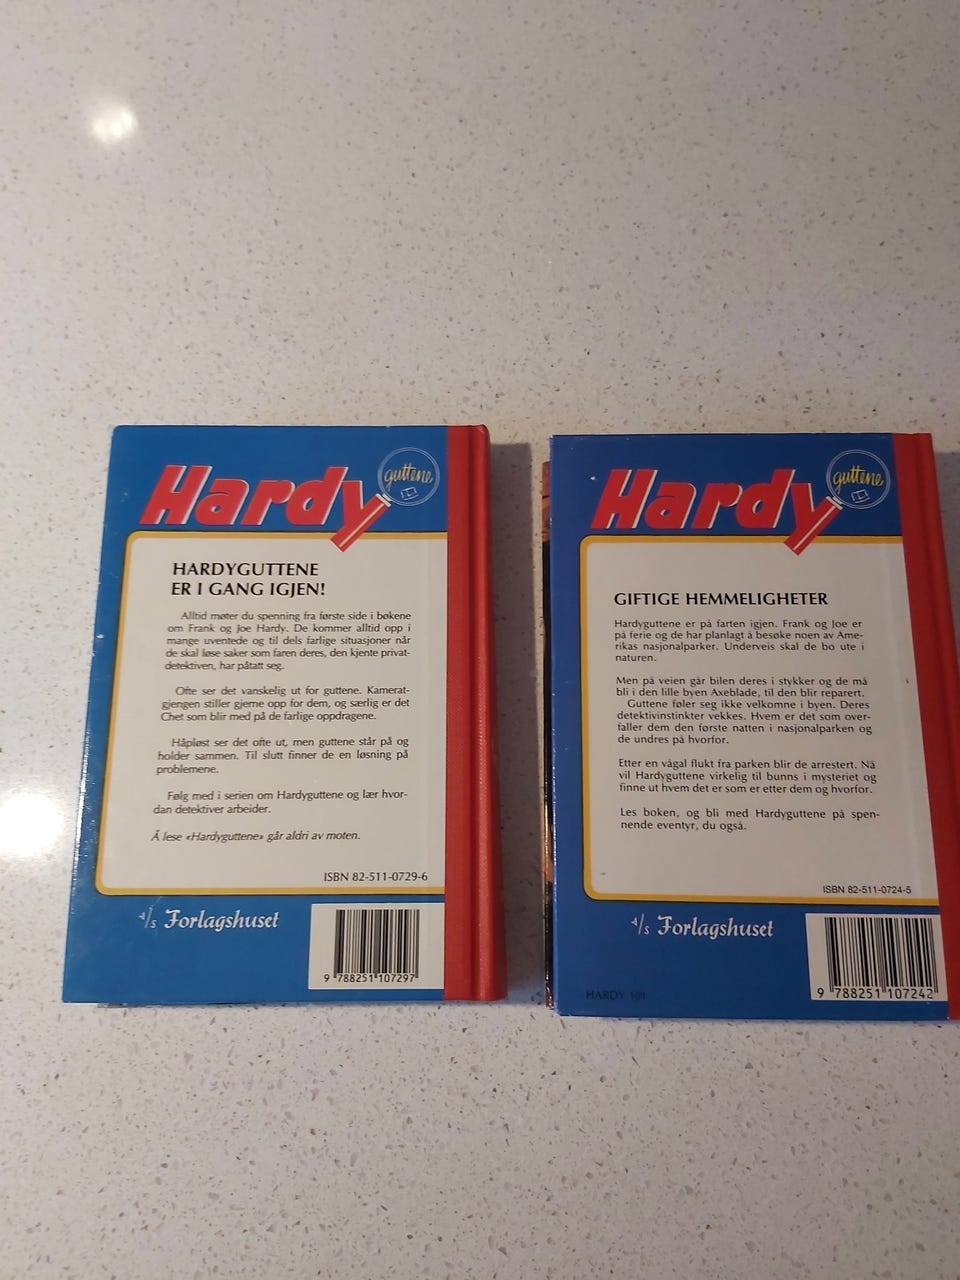 Hardy
guttene
HARDYGUTTENE
ER I GANG IGJEN!
Alltid møter du spenning fra første side i bøkene
om Frank og Joe Hardy. De kommer alltid opp i
mange uventede og til dels farlige situasjoner når
de skal løse saker som faren deres, den kjente privat-
detektiven, har påtatt seg.
Ofte ser det vanskelig ut for guttene. Kamerat-
gjengen stiller gjerne opp for dem, og særlig er det
Chet som blir med på de farlige oppdragene.
Håpløst ser det ofte ut, men guttene står på og
holder sammen. Til slutt finner de en løsning på
problemene.
Følg med i serien om Hardyguttene og lær hvor-
dan detektiver arbeider.
Å lese «Hardyguttene» går aldri av moten.
ISBN 82-511-0729-6
A/S Forlagshuset
9 788251 107297
Hardy
guttene
GIFTIGE HEMMELIGHETER
Hardyguttene er på farten igjen. Frank og Joe er
på ferie og de har planlagt å besøke noen av Ame-
rikas nasjonalparker. Underveis skal de bo ute i
naturen.
Men på veien går bilen deres i stykker og de må
bli i den lille byen Axeblade, til den blir reparert.
Guttene føler seg ikke velkomne i byen. Deres
detektivinstinkter vekkes. Hvem er det som over-
faller dem den første natten i nasjonalparken og
de undres på hvorfor.
Etter en vågal flukt fra parken blir de arrestert. Nå
vil Hardyguttene virkelig til bunns i mysteriet og
finne ut hvem det er som er etter dem og hvorfor.
Les boken, og bli med Hardyguttene på spen-
nende eventyr, du også.
ISBN 82-511-0724-5
A/S Forlagshuset
HARDY 101
9 788251 107242